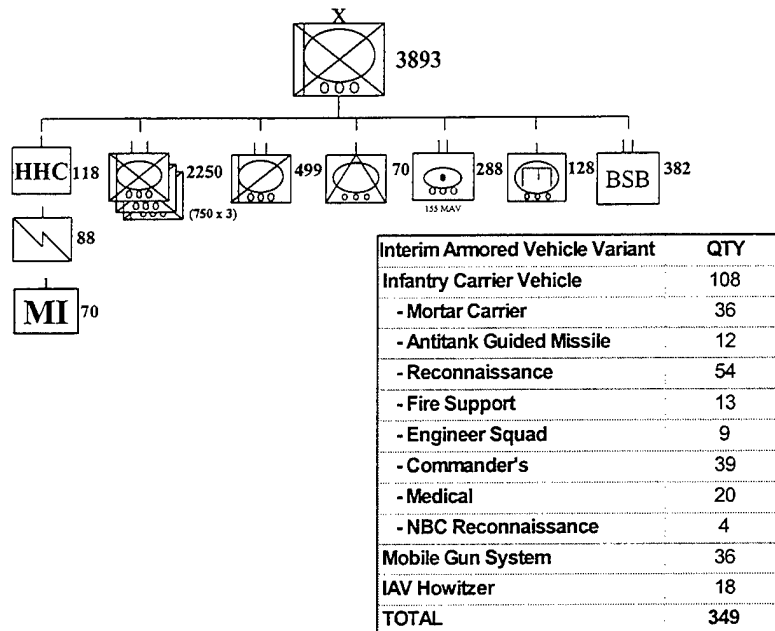 X
3893
HHC 118
2250
(750 x 3)
499
70
288
155 MAV
128
BSB 382
88
MI 70
Interim Armored Vehicle Variant QTY
Infantry Carrier Vehicle 108
- Mortar Carrier 36
- Antitank Guided Missile 12
- Reconnaissance 54
- Fire Support 13
- Engineer Squad 9
- Commander's 39
- Medical 20
- NBC Reconnaissance 4
Mobile Gun System 36
IAV Howitzer 18
TOTAL 349